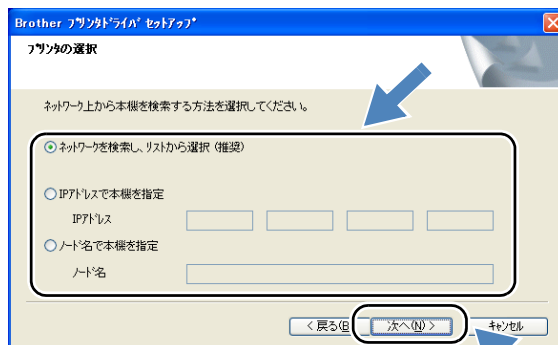 Brother プリンタドライバ セットアップ
プリンタの選択
ネットワーク上から本機を検索する方法を選択してください。
ネットワークを検索し、リストから選択 (推奨)
IPアドレスで本機を指定
IPアドレス
ノード名で本機を指定
ノード名
< 戻る(B 次へ(N) > キャンセル